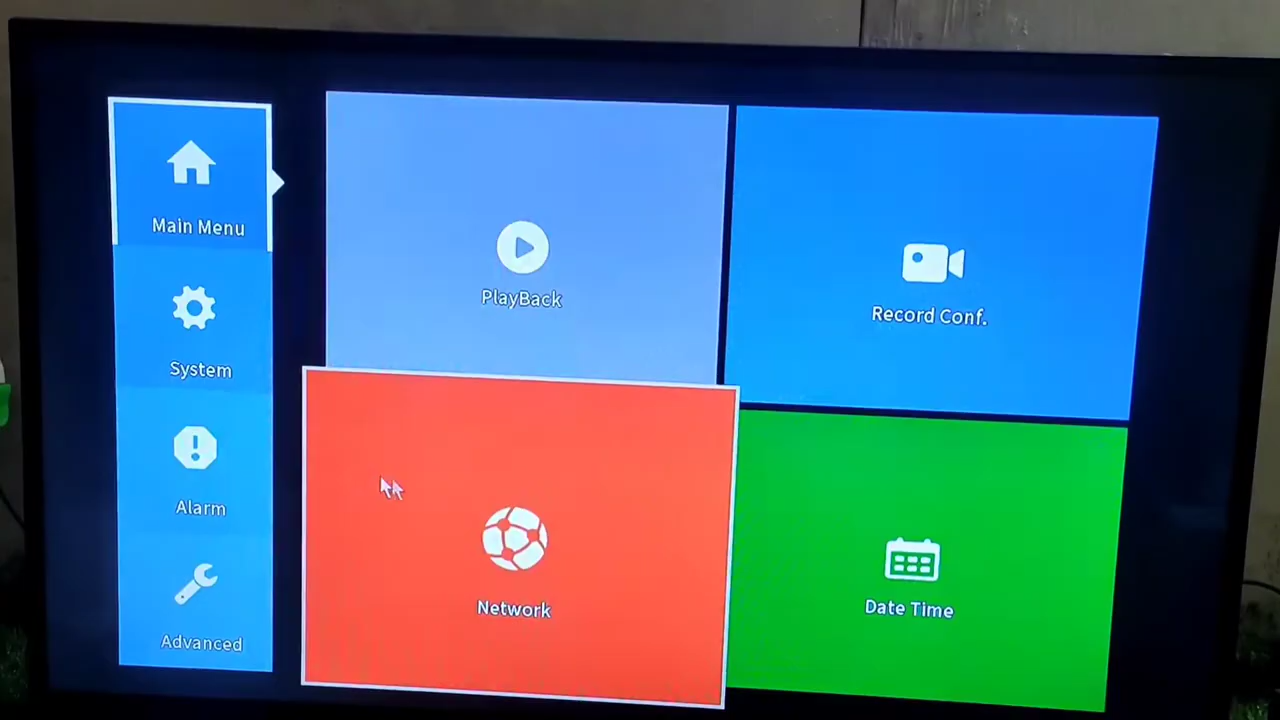 Main Menu
System
Alarm
Advanced
PlayBack
Record Conf.
Network
Date Time